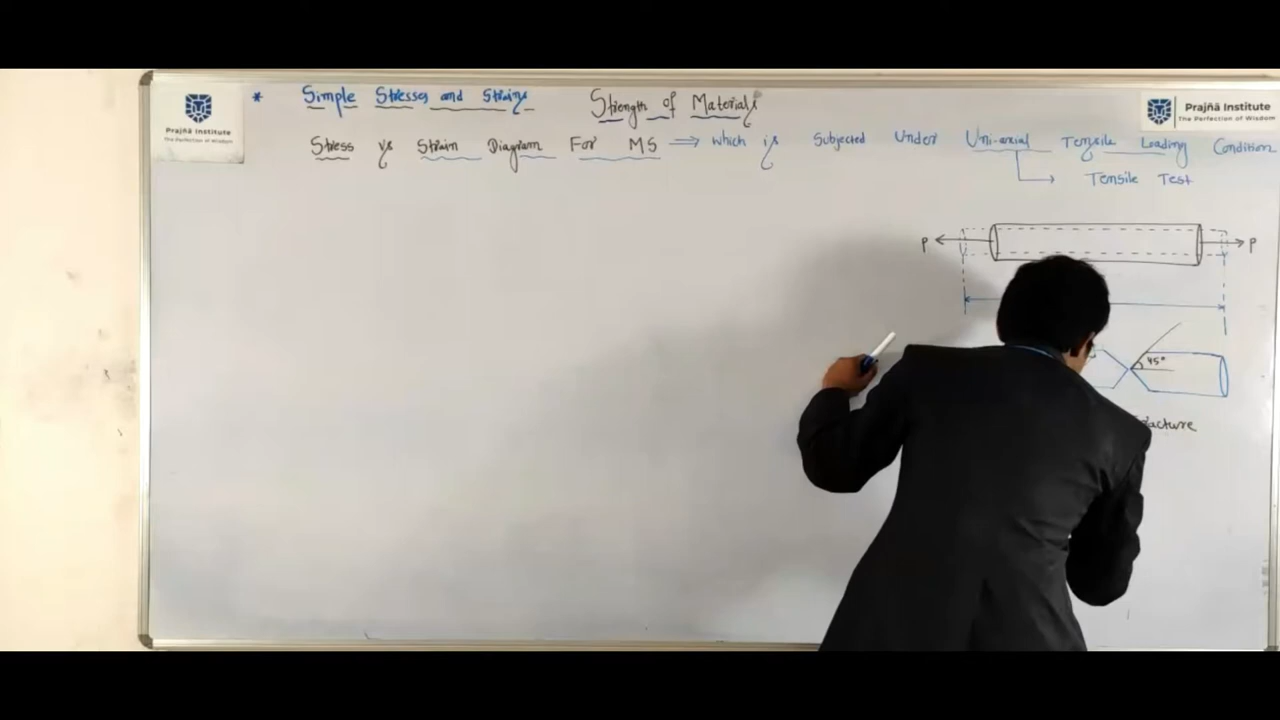 Prajñā Institute
The Perfection of Wisdom
* Simple Stresses and Strains
Strength of Materials
Prajñā Institute
The Perfection of Wisdom
Stress vs Strain Diagram For MS ⇒ which is Subjected Under Uni-axial Tensile Loading Condition
Tensile Test
P P
45°